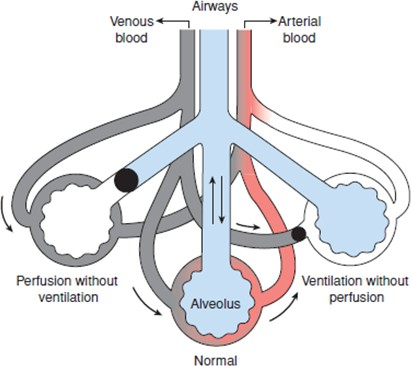 Airways
Venous
blood
Arterial
blood
Perfusion without
ventilation
Alveolus
Ventilation without
perfusion
Normal